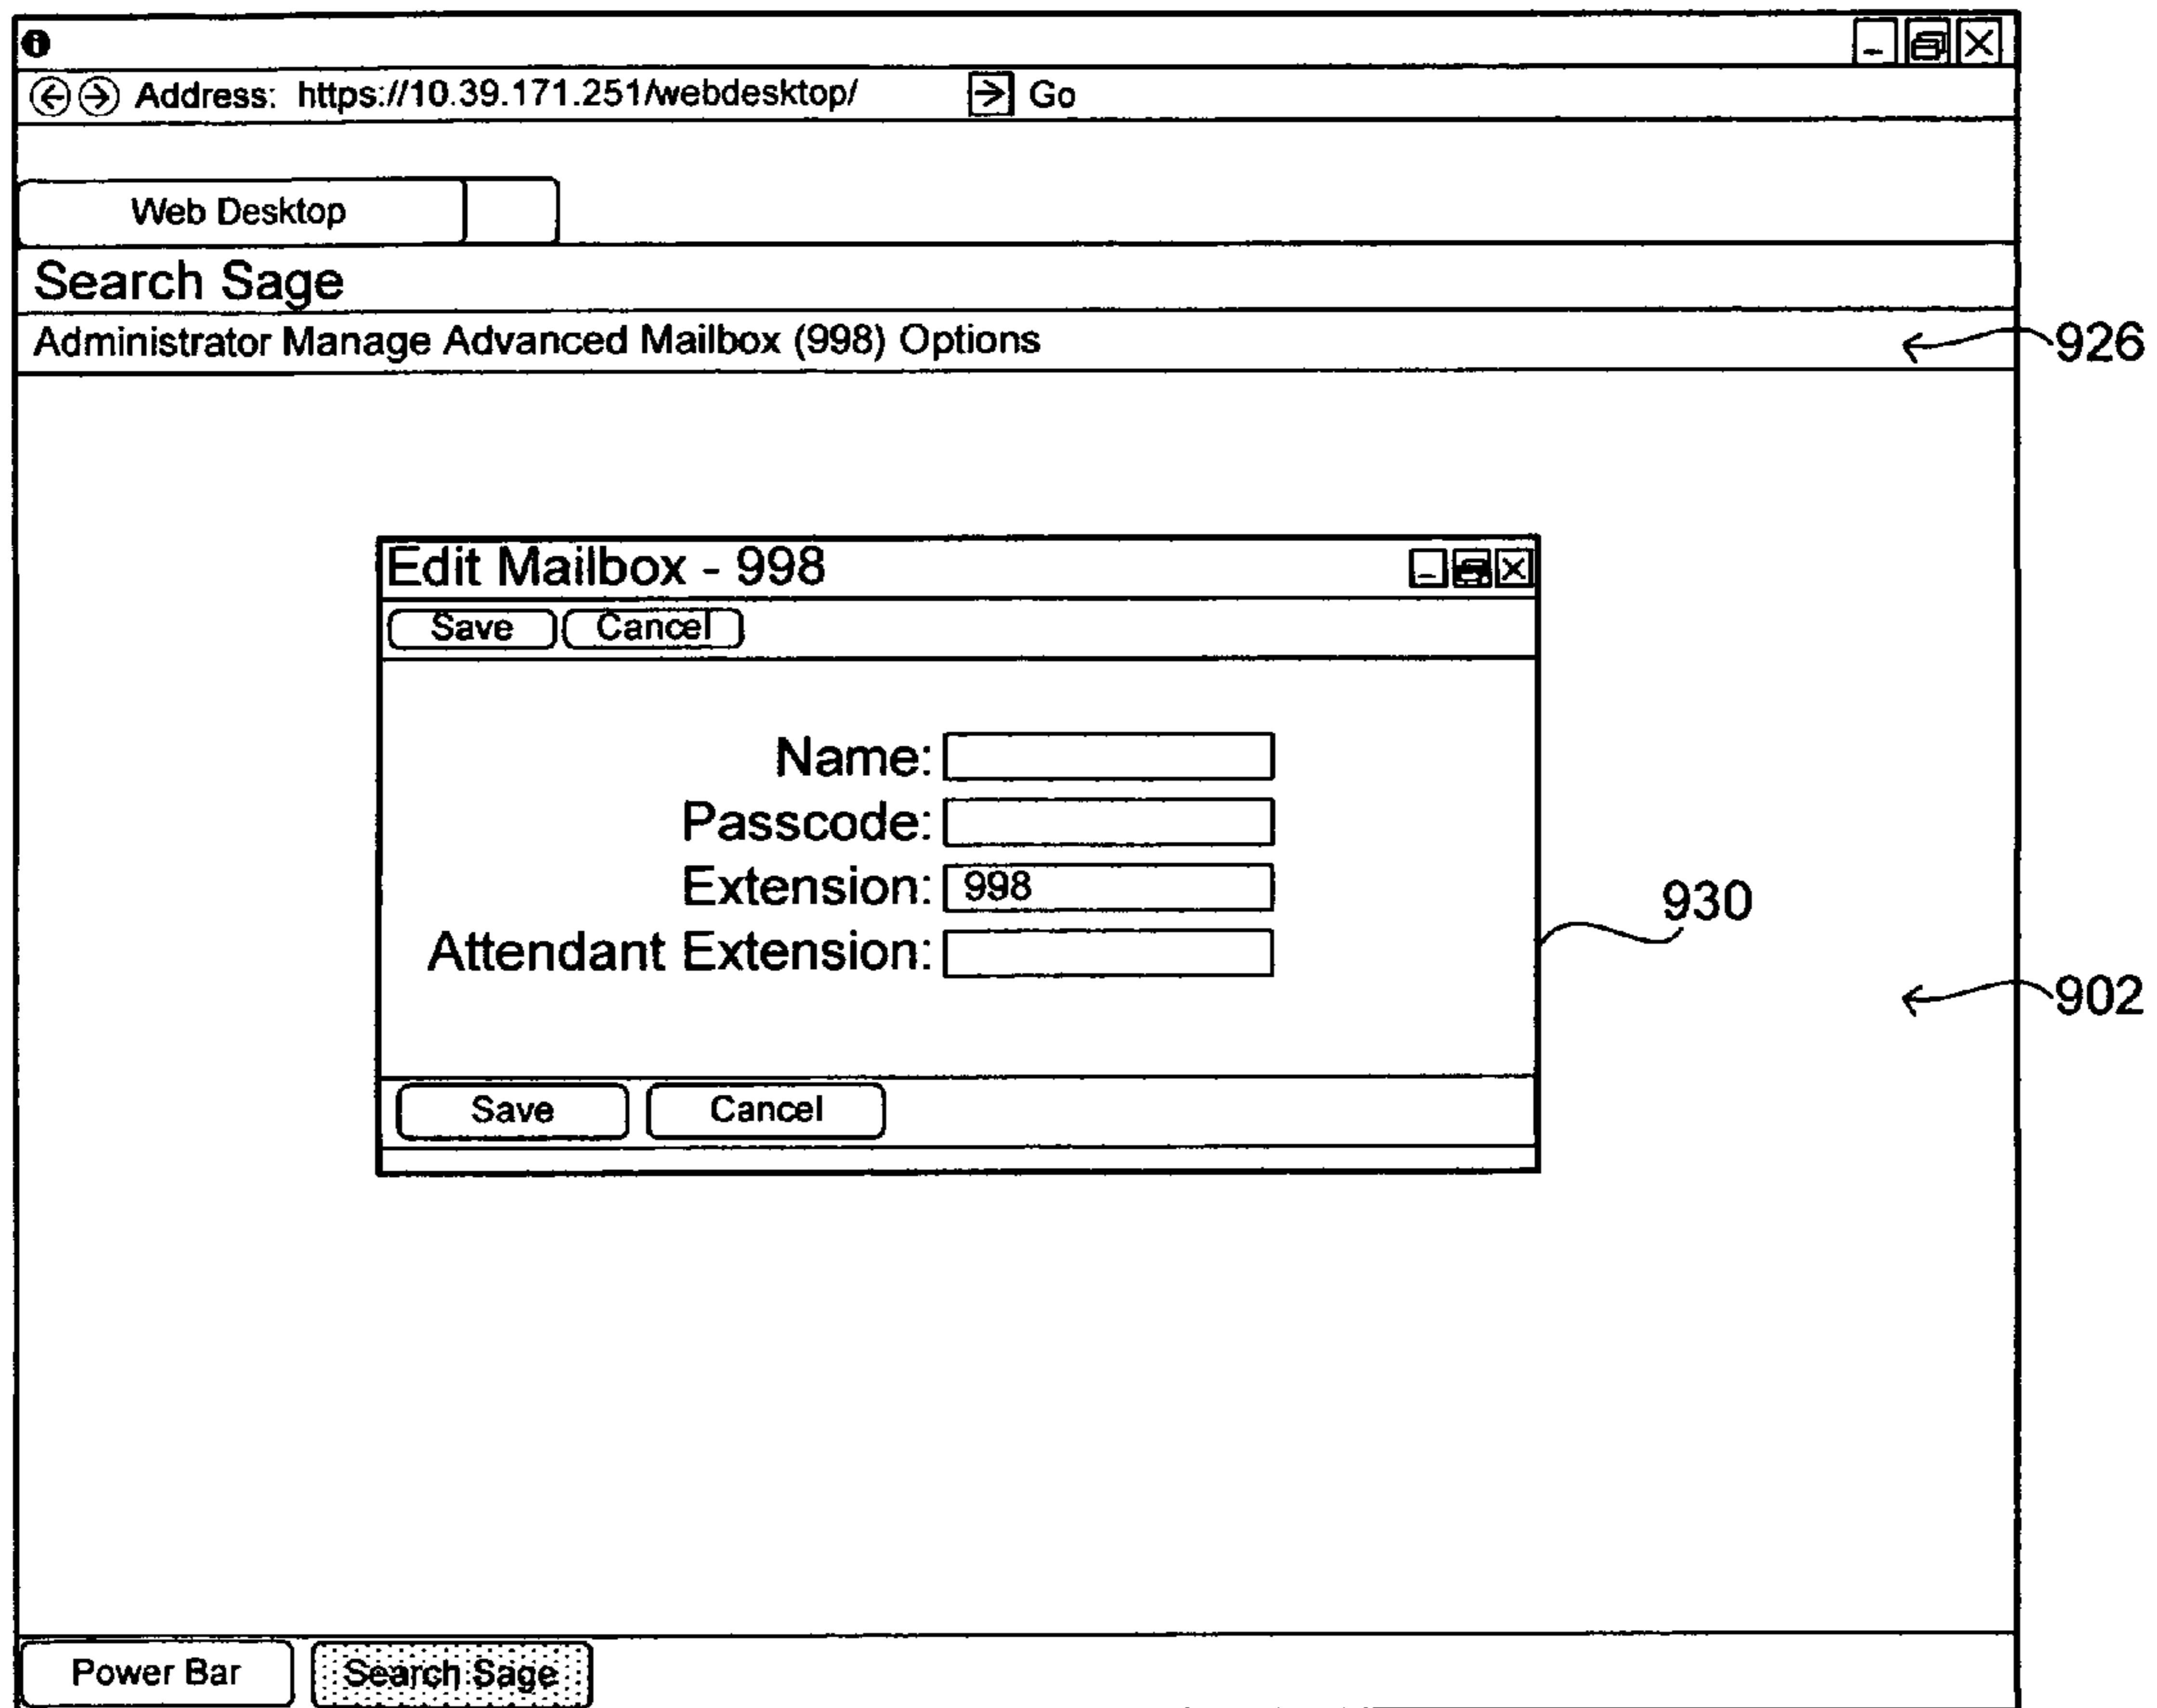 Address: https://10.39.171.251/webdesktop/ Go
Web Desktop
Search Sage
Administrator Manage Advanced Mailbox (998) Options
926
Edit Mailbox - 998
Save Cancel
Name:
Passcode:
Extension: 998
930
Attendant Extension:
902
Save Cancel
Power Bar Search Sage